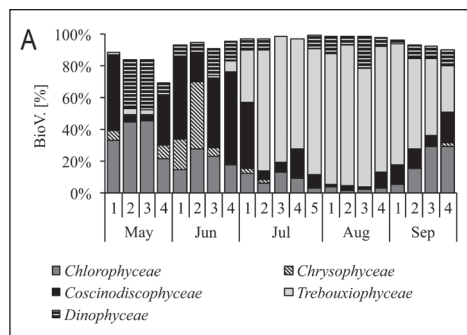 A
BioV. [%]
100%
80%
60%
40%
20%
0%
1 2 3 4 1 2 3 4 1 2 3 4 5 1 2 3 4 1 2 3 4
May Jun Jul Aug Sep
Chlorophyceae Chrysophyceae
Coscinodiscophyceae Trebouxiophyceae
Dinophyceae